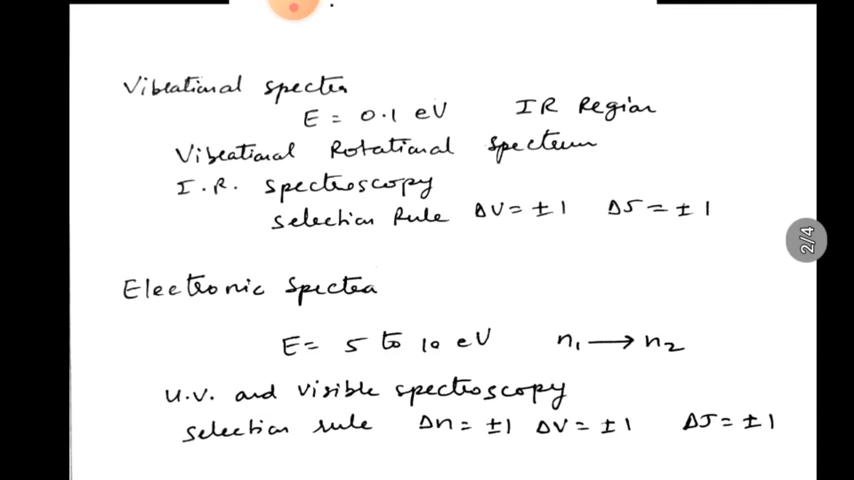 Vibrational spectra
E = 0.1 eV IR Region
Vibrational Rotational spectrum
I.R. spectroscopy
selection Rule ΔV = ±1 ΔJ = ±1
2/4
Electronic spectra
E = 5 to 10 eV n₁ → n₂
U.V. and visible spectroscopy
selection rule Δn = ±1 ΔV = ±1 ΔJ = ±1